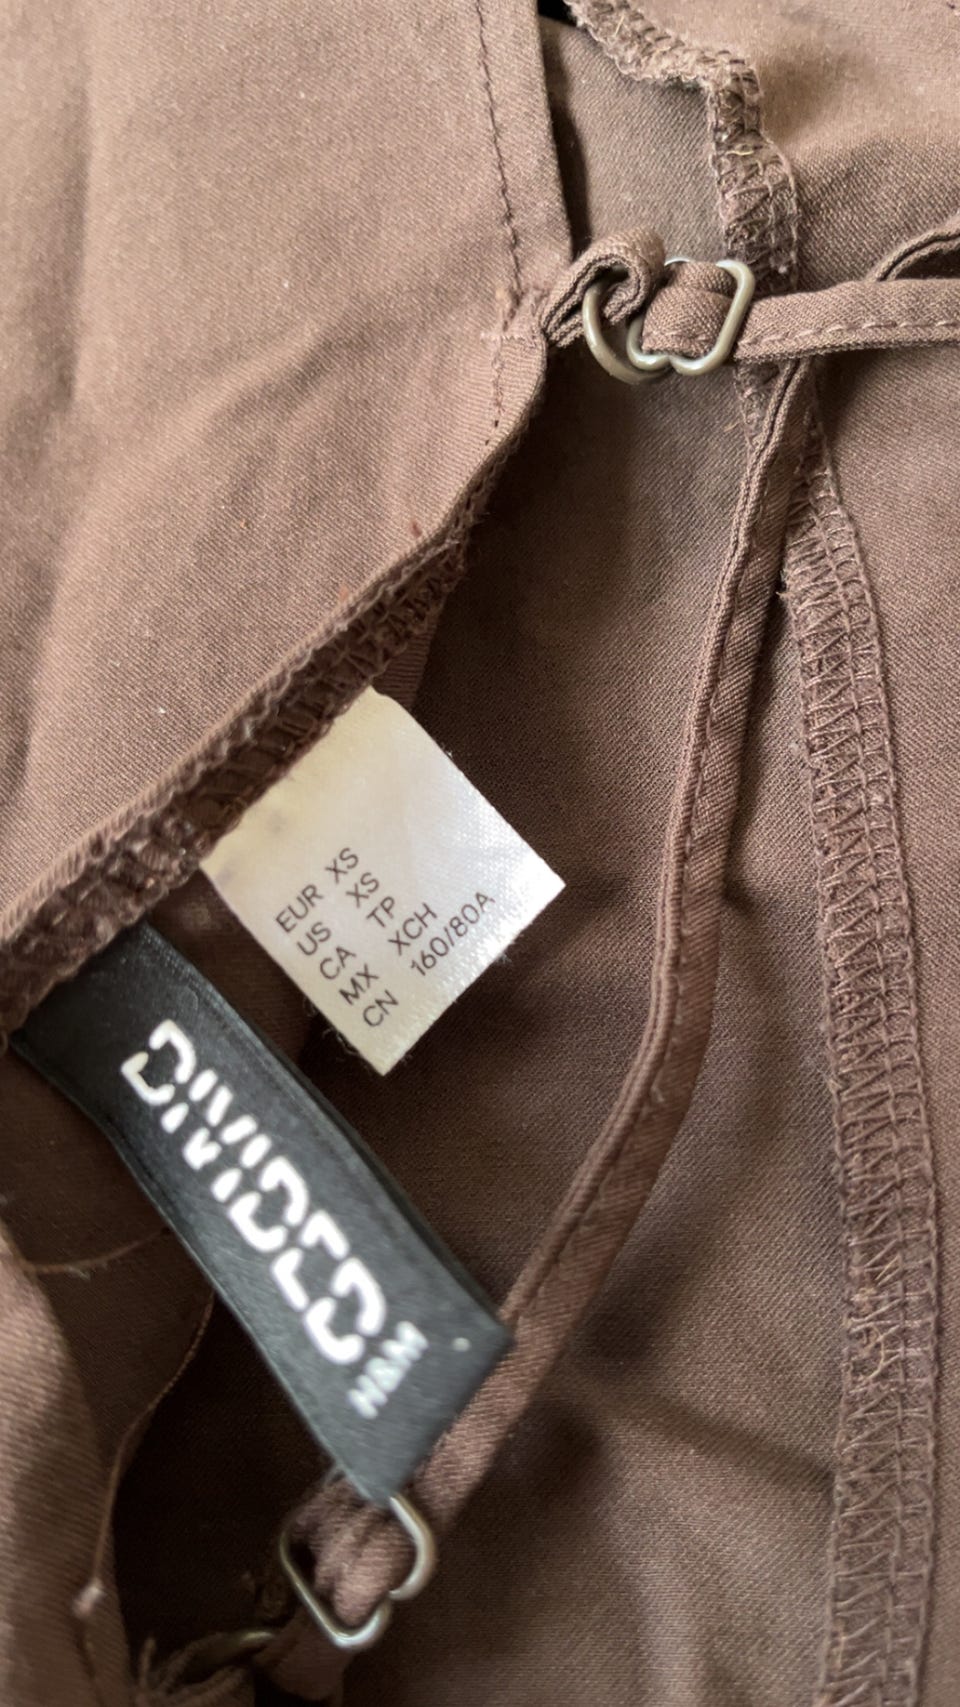 EUR XS
US XS
CA TP
MX XCH
CN 160/80A
DIVIDED
H&M